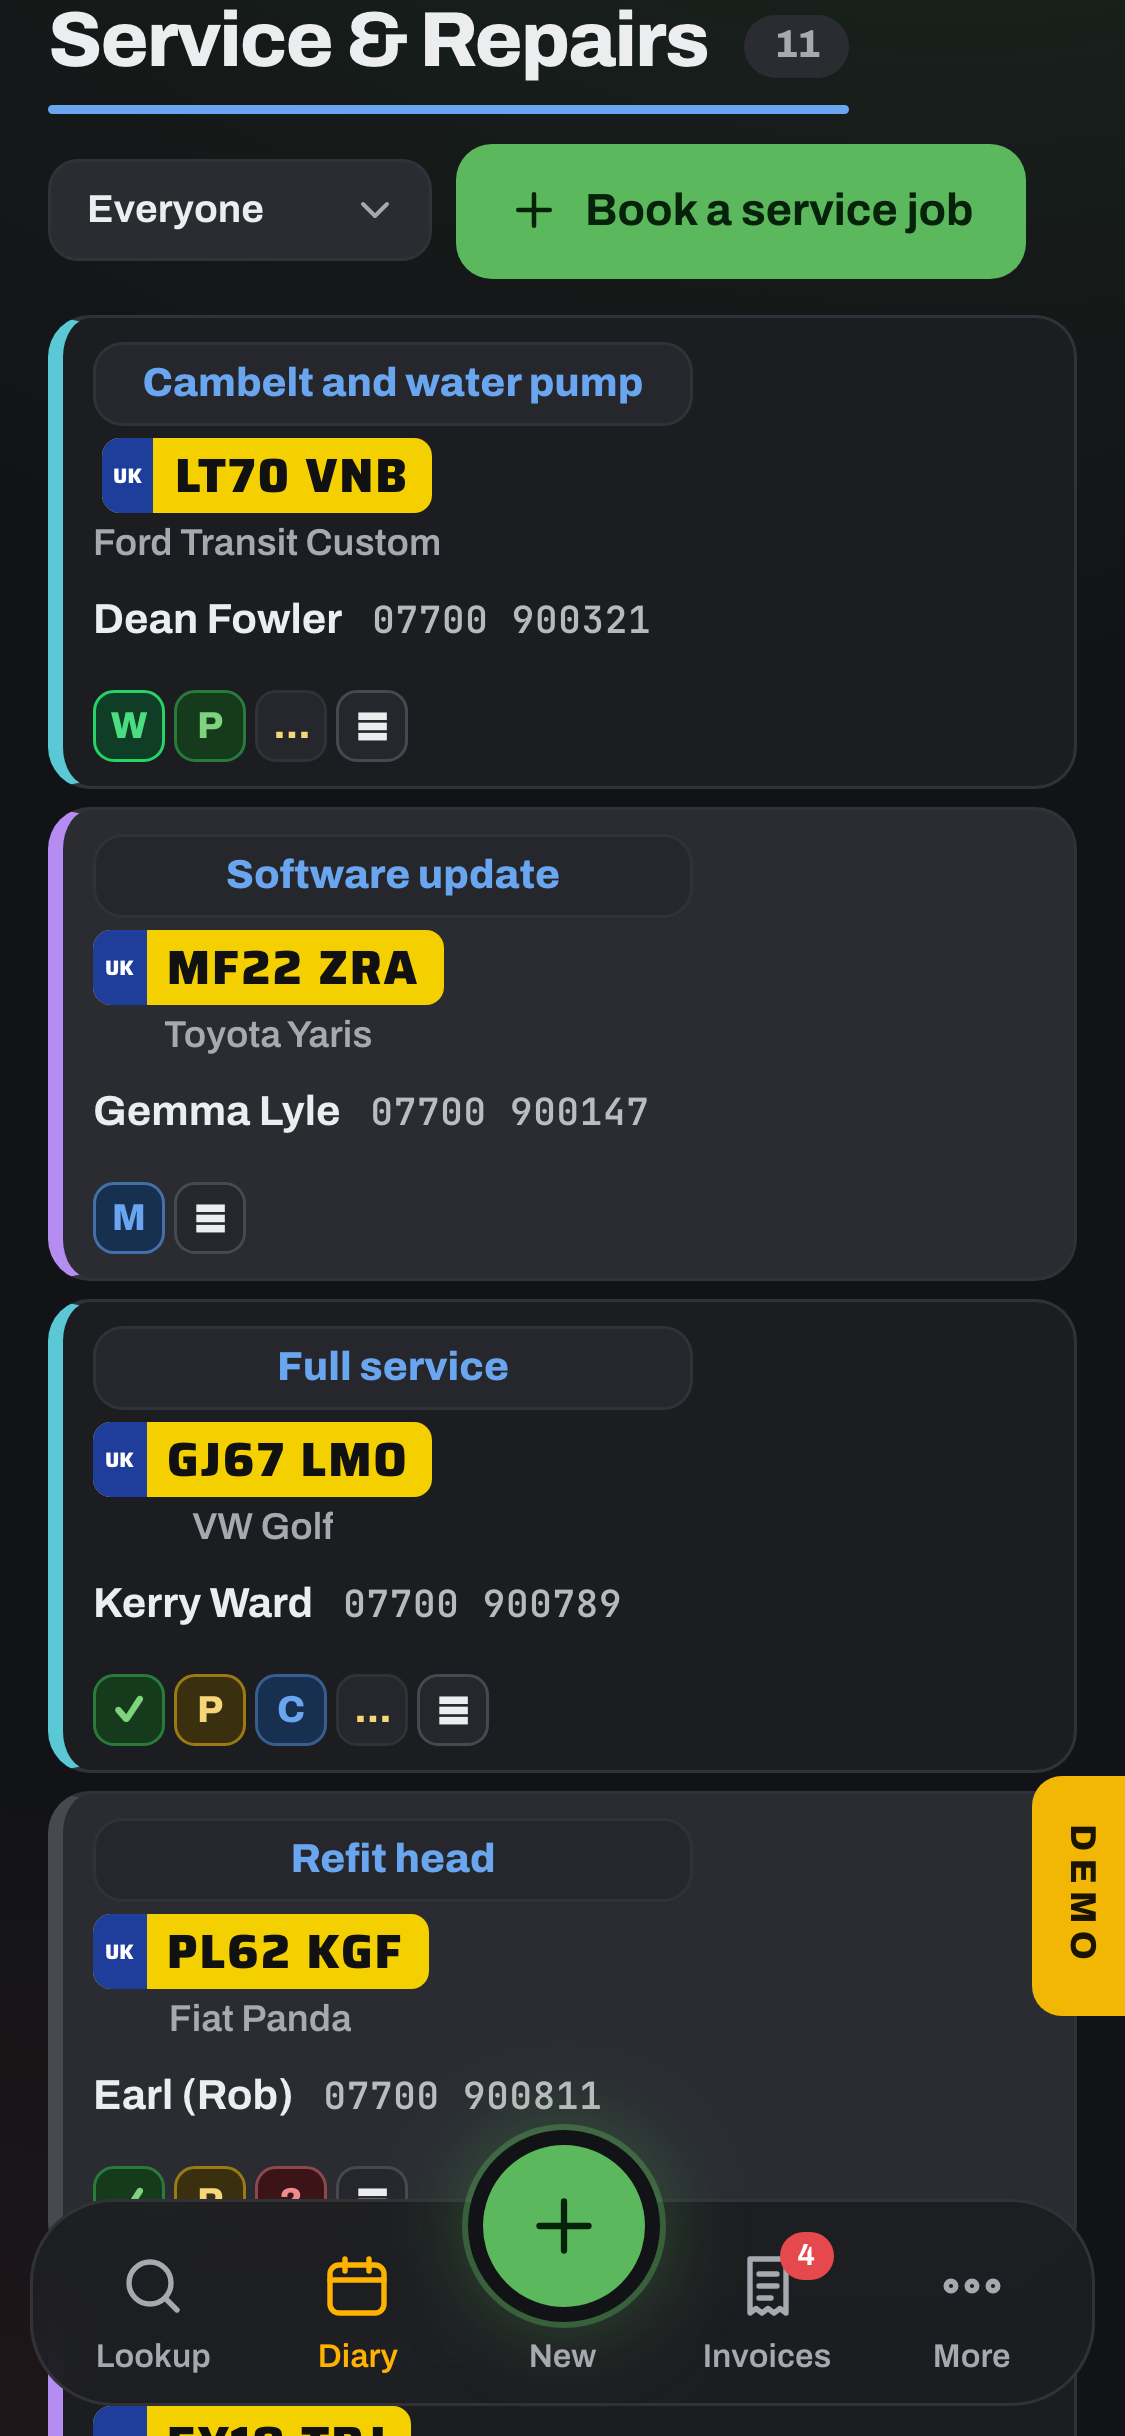 Service & Repairs 11
Everyone
+ Book a service job
Cambelt and water pump
UK LT70 VNB
Ford Transit Custom
Dean Fowler 07700 900321
W P ...
Software update
UK MF22 ZRA
Toyota Yaris
Gemma Lyle 07700 900147
M
Full service
UK GJ67 LMO
VW Golf
Kerry Ward 07700 900789
✓ P C ...
Refit head
UK PL62 KGF
Fiat Panda
Earl (Rob) 07700 900811
DEMO
4
Lookup Diary New Invoices More